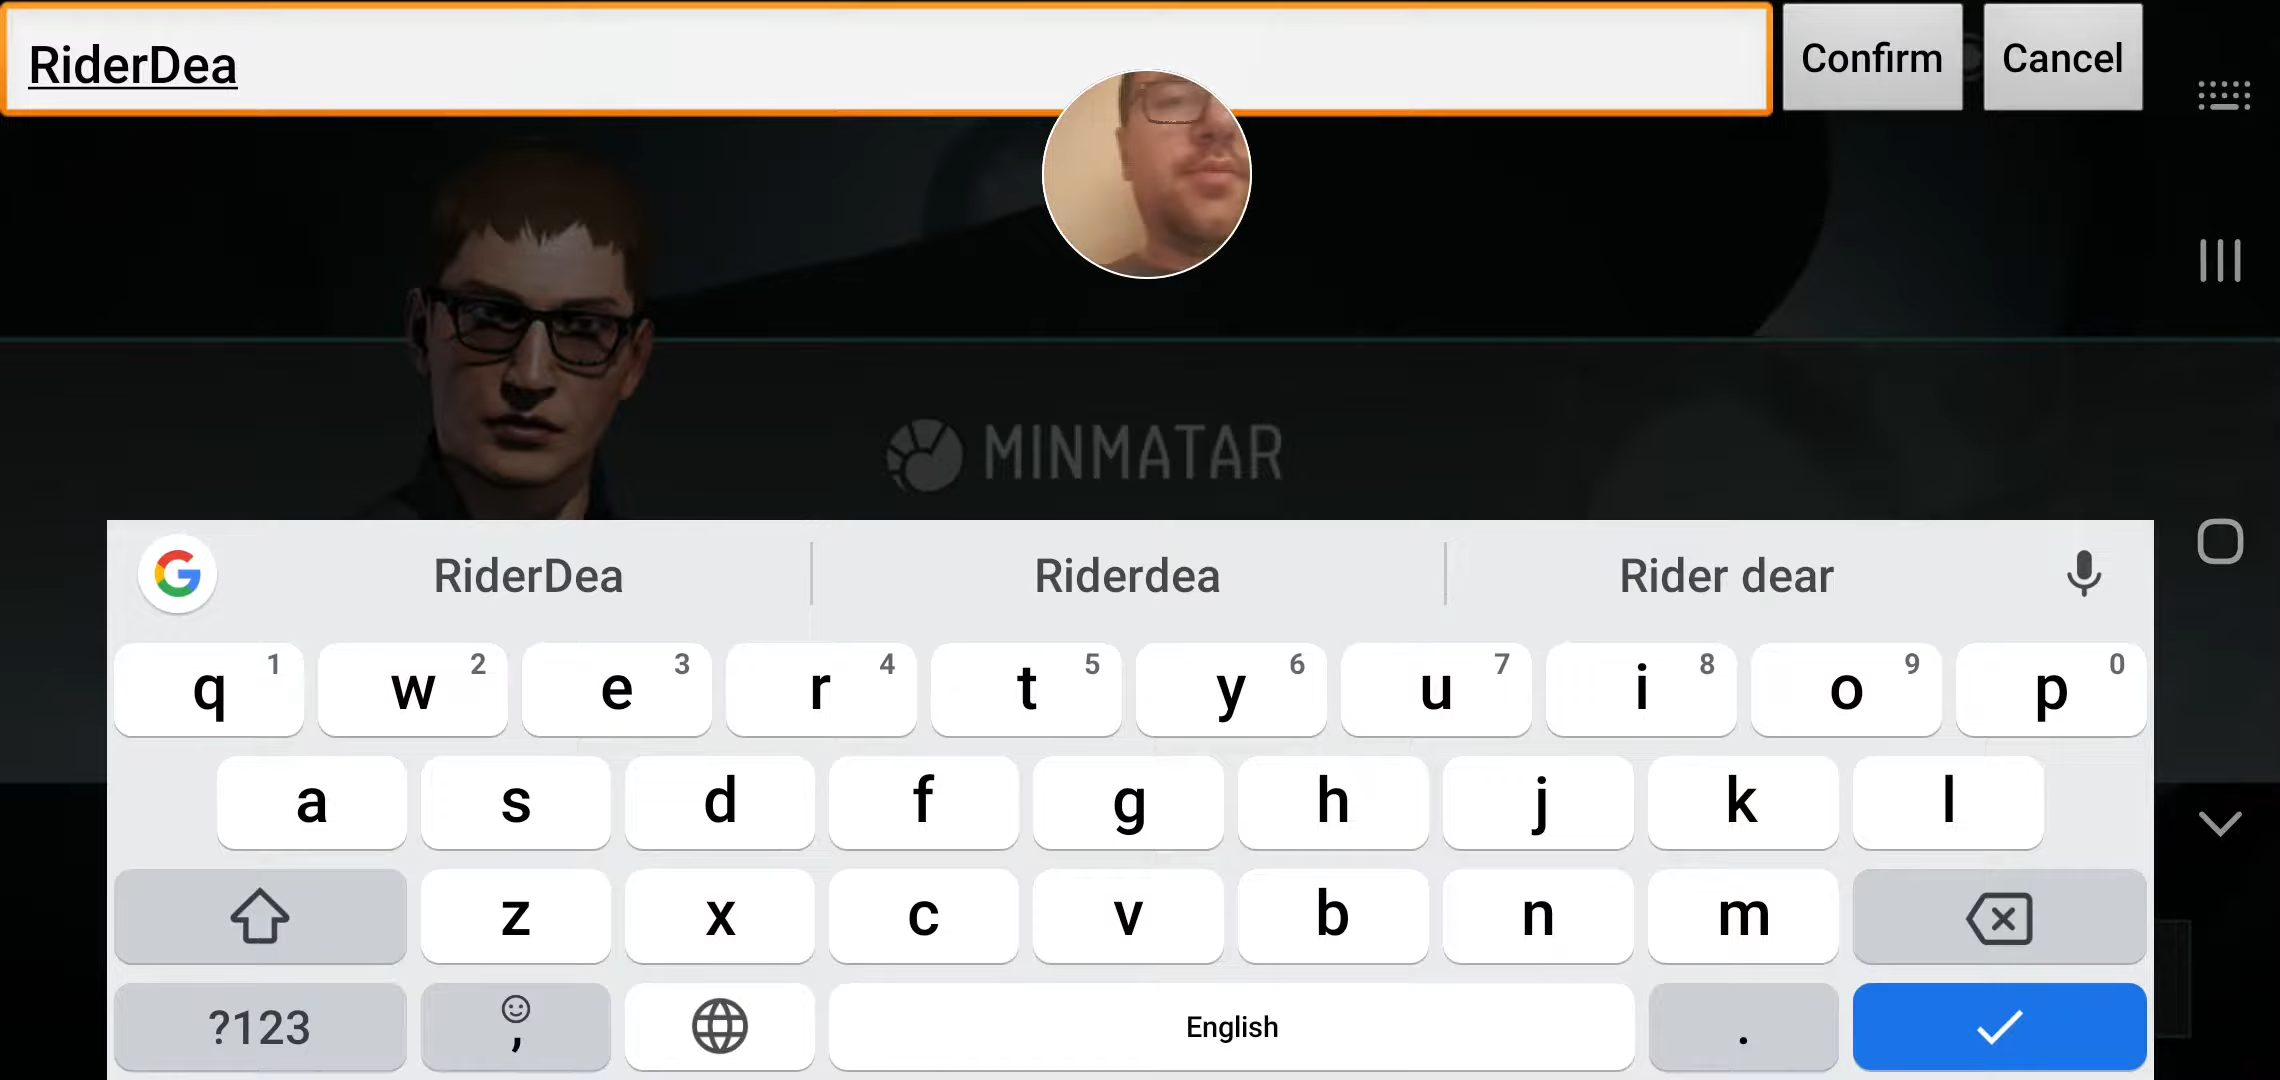 RiderDea
Confirm
Cancel
MINMATAR
RiderDea
Riderdea
Rider dear
q 1 w 2 e 3 r 4 t 5 y 6 u 7 i 8 o 9 p 0
a s d f g h j k l
z x c v b n m
?123 , English .